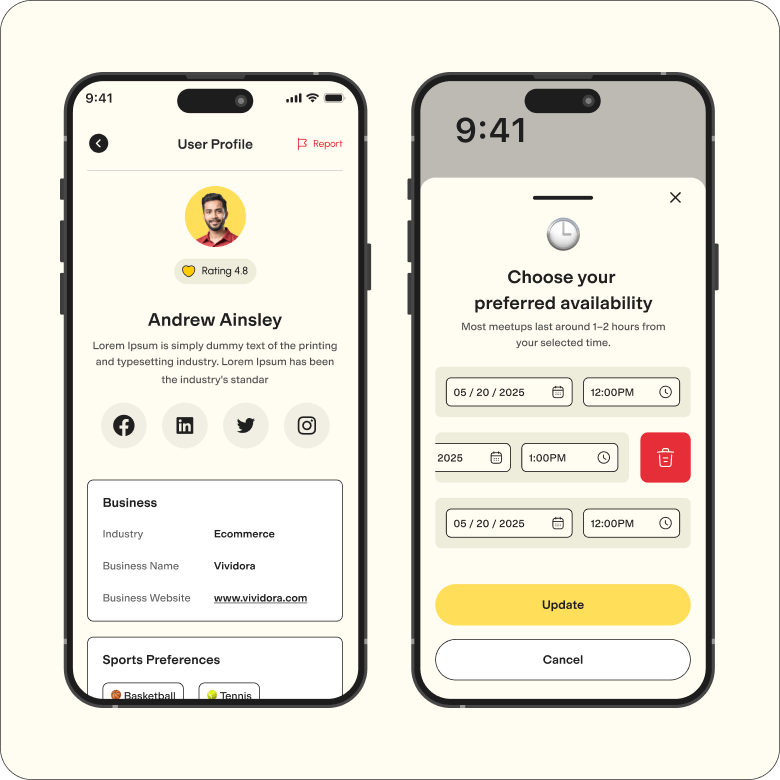 9:41
User Profile
Report
Rating 4.8
Andrew Ainsley
Lorem Ipsum is simply dummy text of the printing
and typesetting industry. Lorem Ipsum has been
the industry's standar
Business
Industry Ecommerce
Business Name Vividora
Business Website www.vividora.com
Sports Preferences
Basketball Tennis
9:41
Choose your
preferred availability
Most meetups last around 1–2 hours from
your selected time.
05 / 20 / 2025 12:00PM
2025 1:00PM
05 / 20 / 2025 12:00PM
Update
Cancel